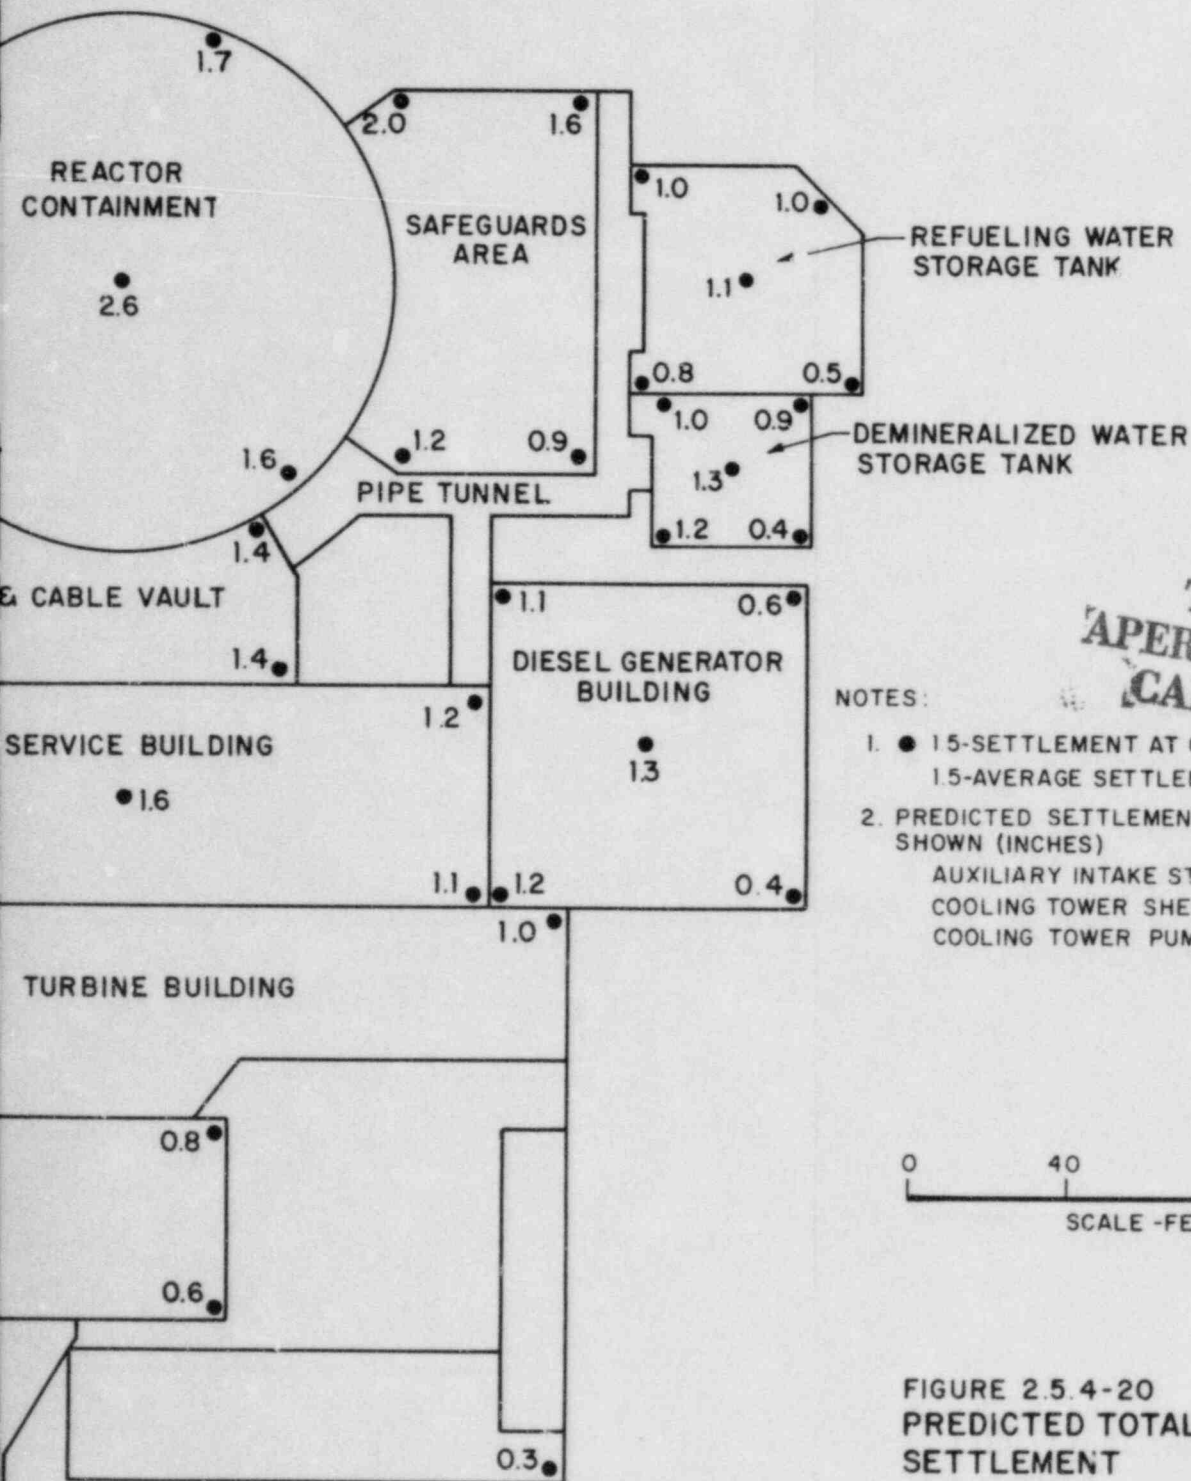 1.7
2.0
1.6
REACTOR
CONTAINMENT
2.6
SAFEGUARDS
AREA
1.0
1.0
REFUELING WATER
STORAGE TANK
1.1
0.8
0.5
1.6
1.2
0.9
1.0
0.9
DEMINERALIZED WATER
STORAGE TANK
1.3
PIPE TUNNEL
1.2
0.4
1.4
& CABLE VAULT
1.4
1.1
0.6
DIESEL GENERATOR
BUILDING
1.3
1.2
0.4
1.2
SERVICE BUILDING
1.6
1.1
NOTES:
1. ● 1.5-SETTLEMENT AT
1.5-AVERAGE
2. PREDICTED
SHOWN (INCHES)
AUXILIARY INTAKE
COOLING TOWER
COOLING TOWER
1.0
TURBINE BUILDING
0.8
0.6
0.3
0 40
SCALE
FIGURE 2.5.4-20
PREDICTED TOTAL
SETTLEMENT